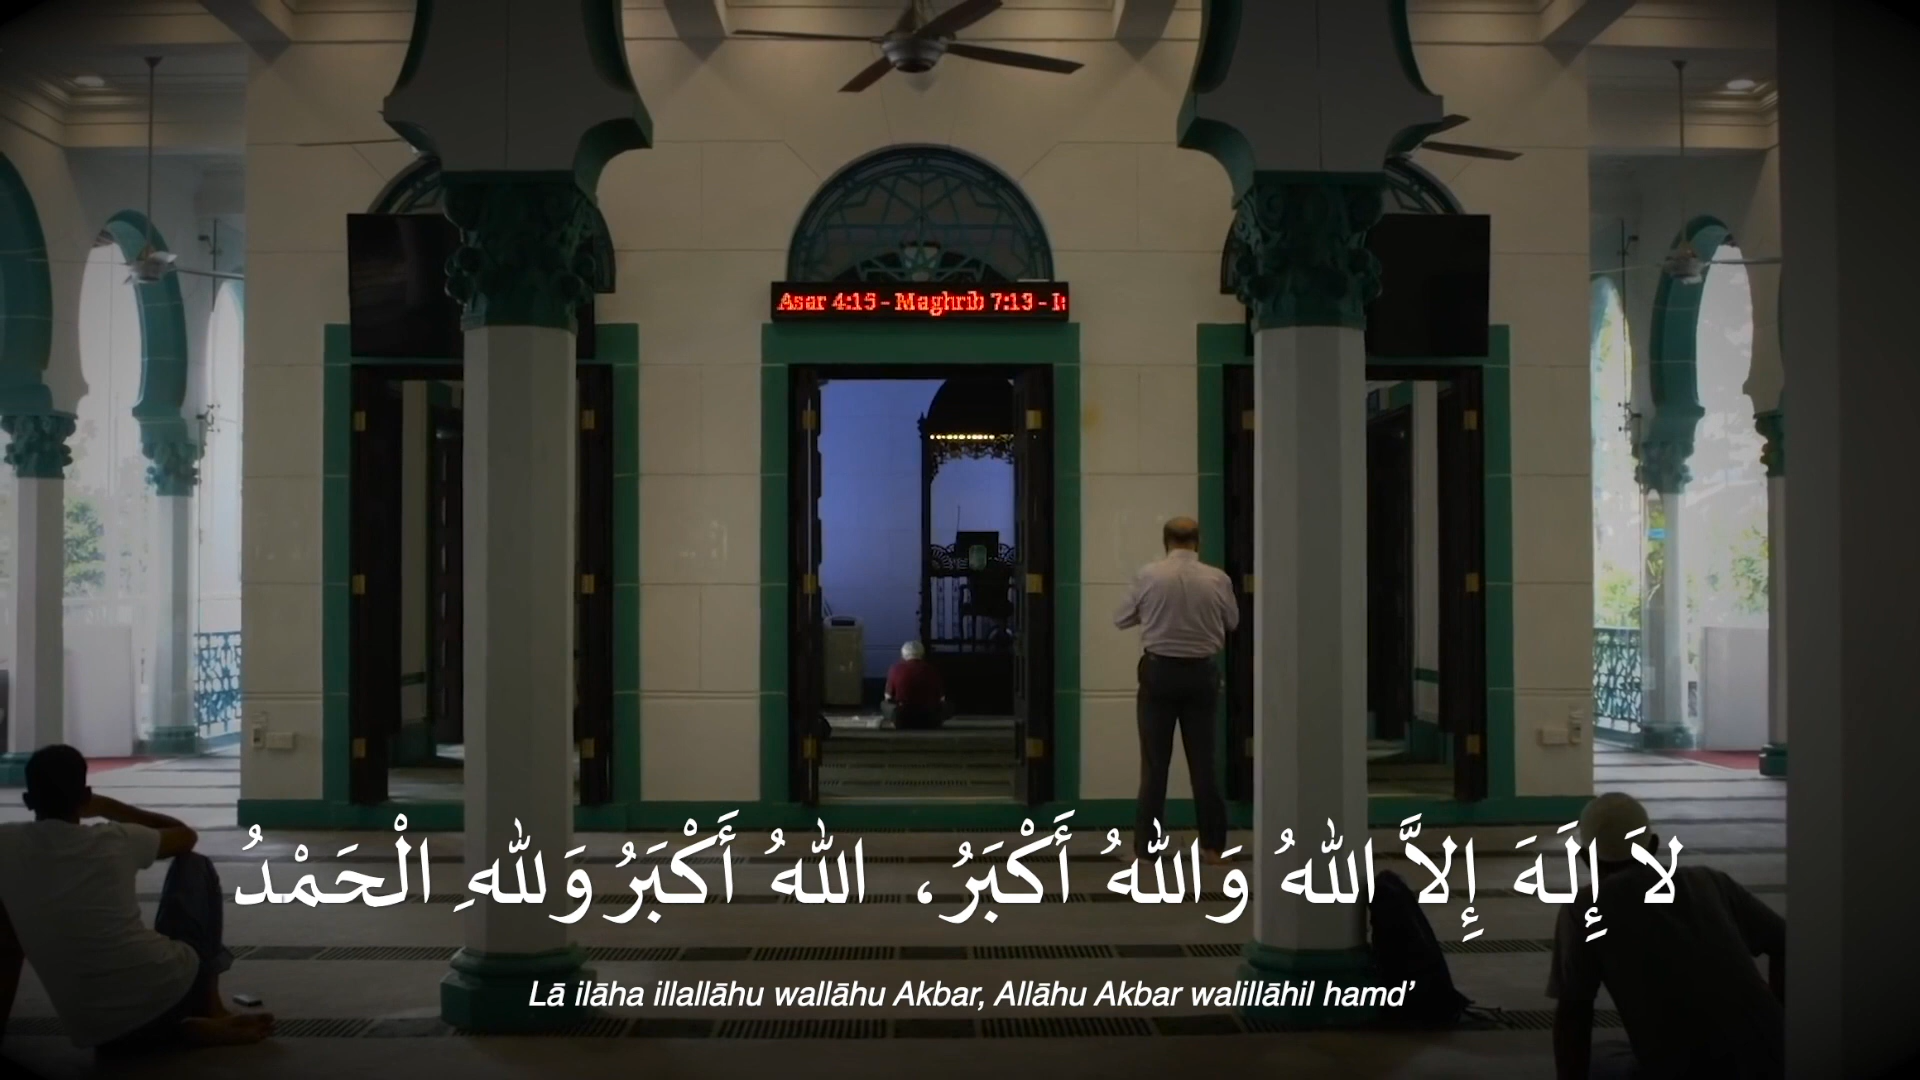 Asar 4:15 - Maghrib 7:13 - I
لاَ إِلَهَ إِلاَّ اللهُ وَاللهُ أَكْبَرُ، اللهُ أَكْبَرُ وَلِلهِ الْحَمْدُ
Lā ilāha illallāhu wallāhu Akbar, Allāhu Akbar walillāhil hamd’